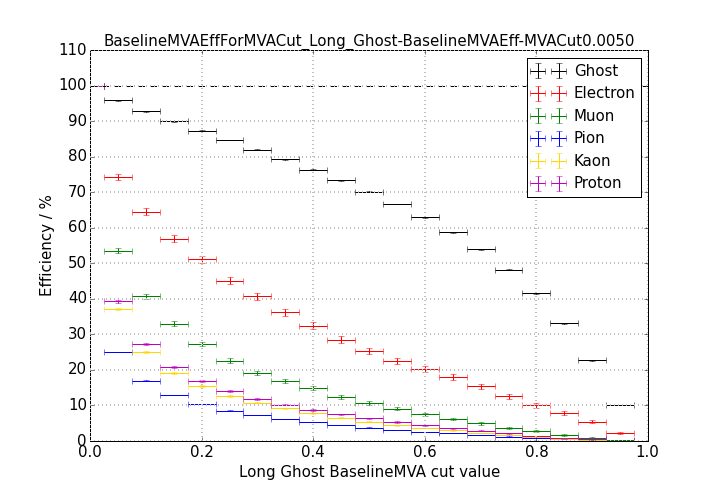 BaselineMVAEffForMVACut_Long_Ghost-BaselineMVAEff-MVACut0.0050
110
100
90
80
70
60
50
40
30
20
10
0
Efficiency / %
Ghost
Electron
Muon
Pion
Kaon
Proton
0.0 0.2 0.4 0.6 0.8 1.0
Long Ghost BaselineMVA cut value